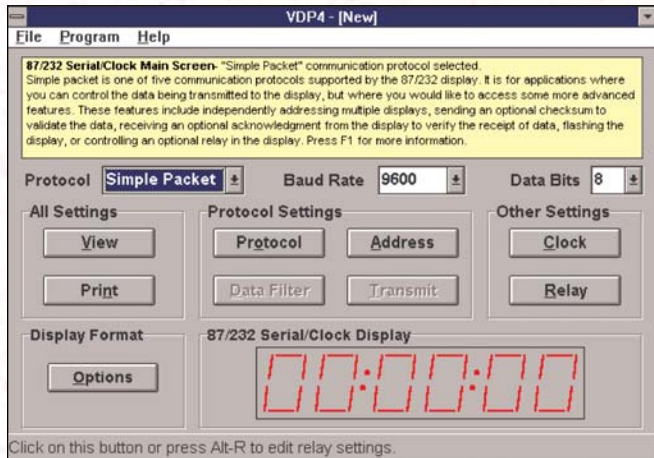 VDP4 - [New]
File Program Help
87/232 Serial/Clock Main Screen- "Simple Packet" communication protocol selected.
Simple packet is one of five communication protocols supported by the 87/232 display. It is for applications where
you can control the data being transmitted to the display, but where you would like to access some more advanced
features. These features include independently addressing multiple displays, sending an optional checksum to
validate the data, receiving an optional acknowledgment from the display to verify the receipt of data, flashing the
display, or controlling an optional relay in the display. Press F1 for more information.
Protocol Simple Packet Baud Rate 9600 Data Bits 8
All Settings Protocol Settings Other Settings
View Protocol Address Clock
Print Data Filter Transmit Relay
Display Format 87/232 Serial/Clock Display
Options 00:00:00
Click on this button or press Alt-R to edit relay settings.